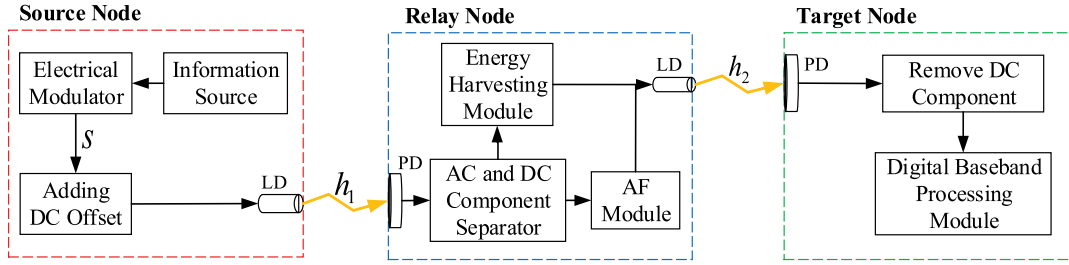 Source Node
Electrical
Modulator
Information
Source
s
Adding
DC Offset
LD
h1
Relay Node
PD
Energy
Harvesting
Module
AC and DC
Component
Separator
AF
Module
LD
h2
Target Node
PD
Remove DC
Component
Digital Baseband
Processing
Module